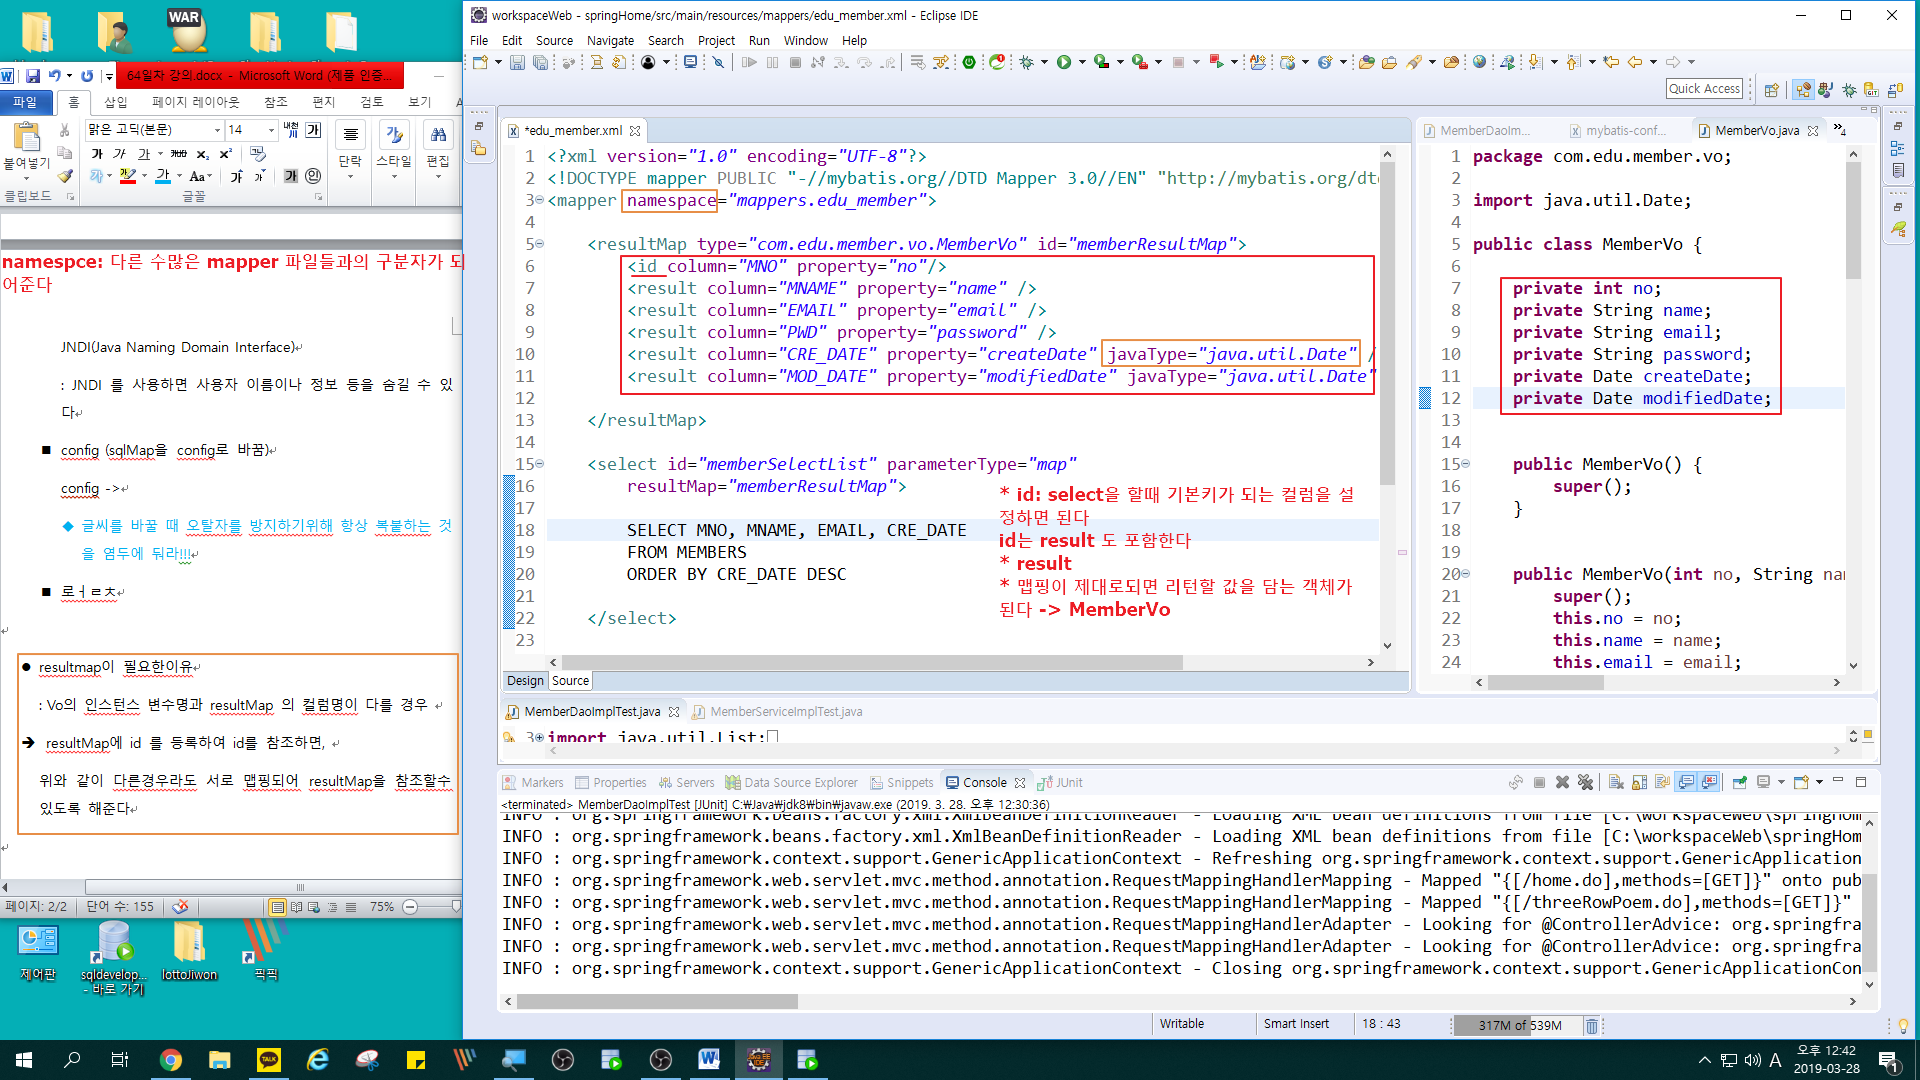 WAR
64일차 강의.docx - Microsoft Word (제품 인증...
파일 홈 삽입 페이지 레이아웃 참조 편지 검토 보기
붙여넣기
맑은 고딕(본문) 14
단락 스타일 편집
클립보드 글꼴
namespce: 다른 수많은 mapper 파일들과의 구분자가 되
어준다
JNDI(Java Naming Domain Interface)
: JNDI 를 사용하면 사용자 이름이나 정보 등을 숨길 수 있
다
■ config (sqlMap을 config로 바꿈)
config ->
◆ 글씨를 바꿀 때 오탈자를 방지하기위해 항상 복붙하는 것
을 염두에 둬라!!!
■ 로ㅓㄹㅊ
● resultmap이 필요한이유
: Vo의 인스턴스 변수명과 resultMap 의 컬럼명이 다를 경우
➔ resultMap에 id 를 등록하여 id를 참조하면,
위와 같이 다른경우라도 서로 맵핑되어 resultMap을 참조할수
있도록 해준다
페이지: 2/2 단어 수: 155 75%
제어판
sqldevelop...
- 바로 가기
lottoJiwon
픽픽
workspaceWeb - springHome/src/main/resources/mappers/edu_member.xml - Eclipse IDE
File Edit Source Navigate Search Project Run Window Help
Quick Access
*edu_member.xml
1 <?xml version="1.0" encoding="UTF-8"?>
2 <!DOCTYPE mapper PUBLIC "-//mybatis.org//DTD Mapper 3.0//EN" "http://mybatis.org/dt
3 <mapper namespace="mappers.edu_member">
4
5 <resultMap type="com.edu.member.vo.MemberVo" id="memberResultMap">
6 <id column="MNO" property="no"/>
7 <result column="MNAME" property="name" />
8 <result column="EMAIL" property="email" />
9 <result column="PWD" property="password" />
10 <result column="CRE_DATE" property="createDate" javaType="java.util.Date" /
11 <result column="MOD_DATE" property="modifiedDate" javaType="java.util.Date"
12
13 </resultMap>
14
15 <select id="memberSelectList" parameterType="map"
16 resultMap="memberResultMap">
17
18 SELECT MNO, MNAME, EMAIL, CRE_DATE
19 FROM MEMBERS
20 ORDER BY CRE_DATE DESC
21
22 </select>
23
* id: select을 할때 기본키가 되는 컬럼을 설
정하면 된다
id는 result 도 포함한다
* result
* 맵핑이 제대로되면 리턴할 값을 담는 객체가
된다 -> MemberVo
Design Source
MemberDaoIm... mybatis-conf... MemberVo.java »4
1 package com.edu.member.vo;
2
3 import java.util.Date;
4
5 public class MemberVo {
6
7 private int no;
8 private String name;
9 private String email;
10 private String password;
11 private Date createDate;
12 private Date modifiedDate;
13
14
15 public MemberVo() {
16 super();
17 }
18
19
20 public MemberVo(int no, String nam
21 super();
22 this.no = no;
23 this.name = name;
24 this.email = email;
MemberDaoImplTest.java MemberServiceImplTest.java
3 import java.util.List;
Markers Properties Servers Data Source Explorer Snippets Console JUnit
<terminated> MemberDaoImplTest [JUnit] C:₩Java₩jdk8₩bin₩javaw.exe (2019. 3. 28. 오후 12:30:36)
INFO : org.springframework.beans.factory.xml.XmlBeanDefinitionReader - Loading XML bean definitions from file [C:\workspaceWeb\springHom
INFO : org.springframework.beans.factory.xml.XmlBeanDefinitionReader - Loading XML bean definitions from file [C:\workspaceWeb\springHom
INFO : org.springframework.context.support.GenericApplicationContext - Refreshing org.springframework.context.support.GenericApplication
INFO : org.springframework.web.servlet.mvc.method.annotation.RequestMappingHandlerMapping - Mapped "{[/home.do],methods=[GET]}" onto pub
INFO : org.springframework.web.servlet.mvc.method.annotation.RequestMappingHandlerMapping - Mapped "{[/threeRowPoem.do],methods=[GET]}"
INFO : org.springframework.web.servlet.mvc.method.annotation.RequestMappingHandlerAdapter - Looking for @ControllerAdvice: org.springfra
INFO : org.springframework.web.servlet.mvc.method.annotation.RequestMappingHandlerAdapter - Looking for @ControllerAdvice: org.springfra
INFO : org.springframework.context.support.GenericApplicationContext - Closing org.springframework.context.support.GenericApplicationCon
Writable Smart Insert 18 : 43 317M of 539M
오후 12:42
2019-03-28